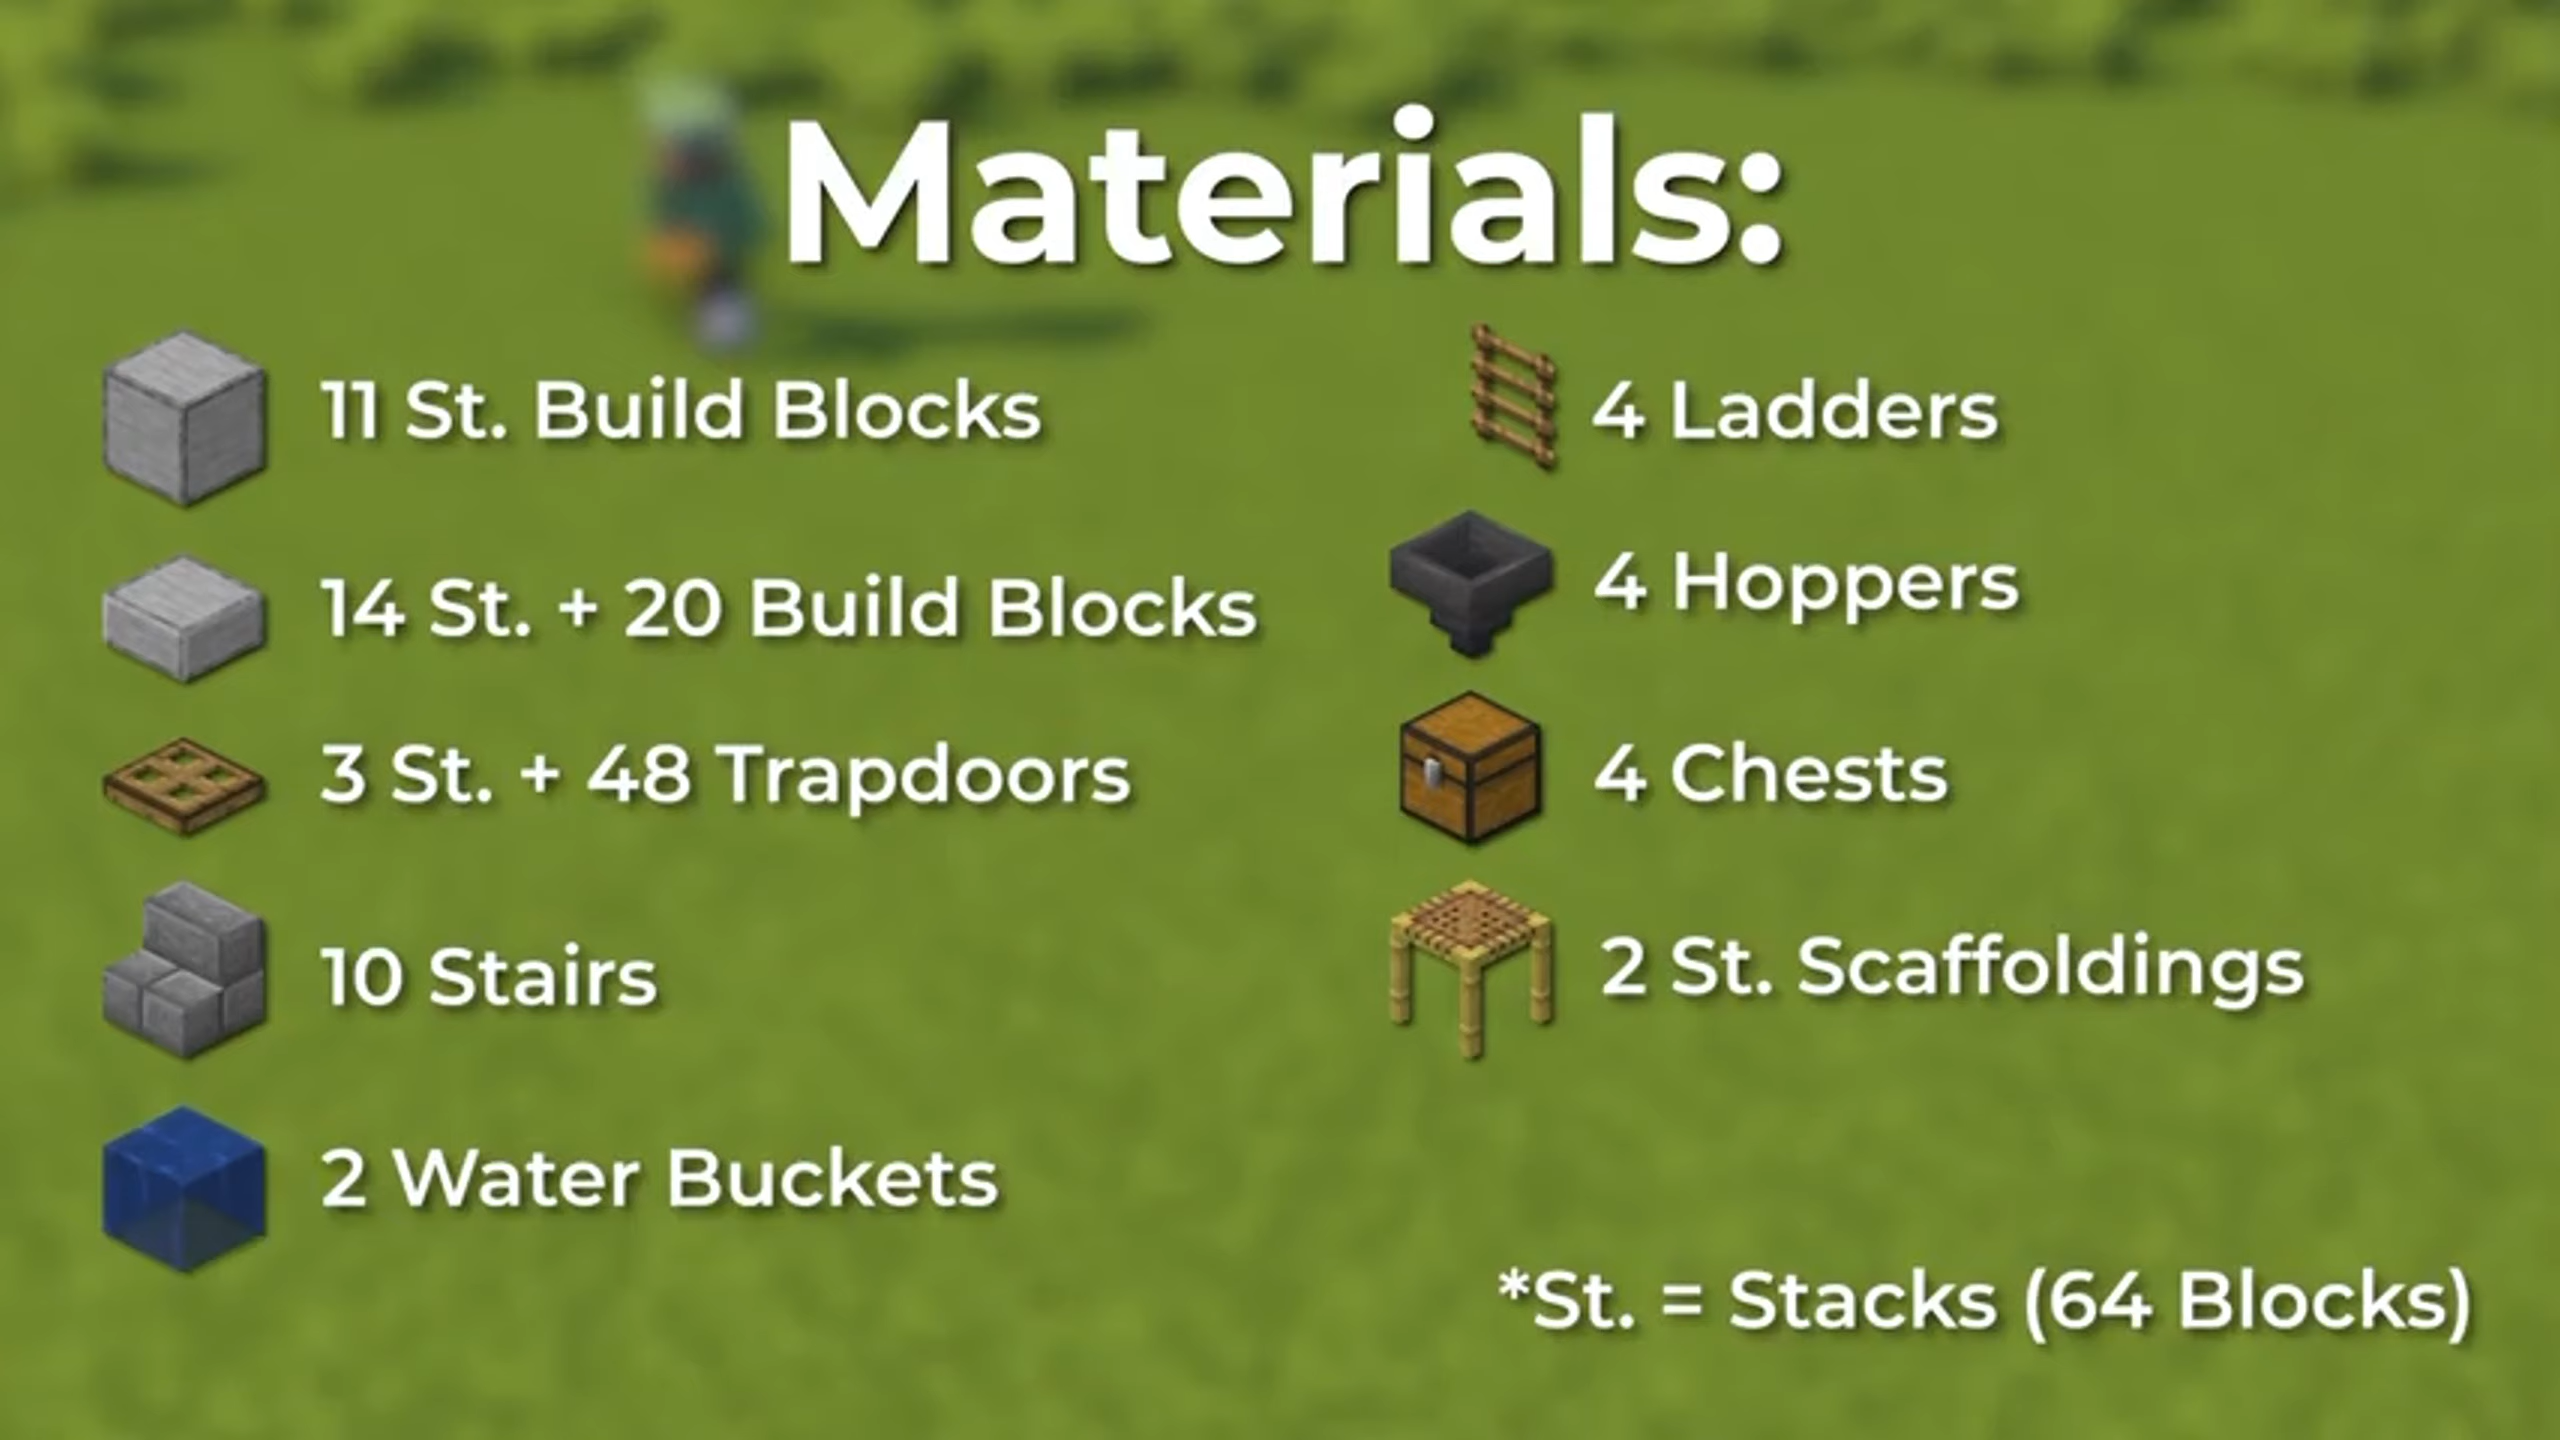 Materials:
11 St. Build Blocks
14 St. + 20 Build Blocks
3 St. + 48 Trapdoors
10 Stairs
2 Water Buckets
4 Ladders
4 Hoppers
4 Chests
2 St. Scaffoldings
*St. = Stacks (64 Blocks)